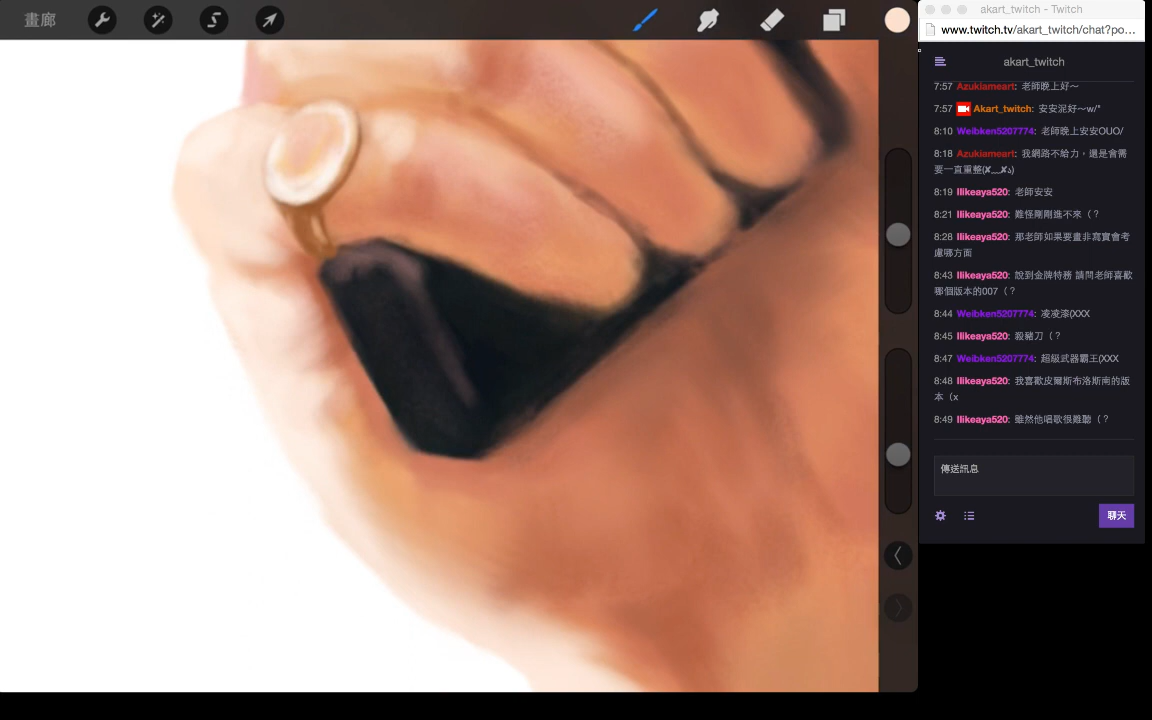 畫廊
akart_twitch - Twitch
www.twitch.tv/akart_twitch/chat?po…
akart_twitch
7:57 Azukiameart: 老師晚上好～
7:57 Akart_twitch: 安安泥好～w/"
8:10 Weibken5207774: 老師晚上安安OUO/
8:18 Azukiameart: 我網路不給力，還是會需
要一直重整
8:19 Ilikeaya520: 老師安安
8:21 Ilikeaya520: 難怪剛剛進不來（？
8:28 Ilikeaya520: 那老師如果要畫非寫實會考
慮哪方面
8:43 Ilikeaya520: 說到金牌特務 請問老師喜歡
哪個版本的007（？
8:44 Weibken5207774: 凌凌漆(XXX
8:45 Ilikeaya520: 殺豬刀（？
8:47 Weibken5207774: 超級武器霸王(XXX
8:48 Ilikeaya520: 我喜歡皮爾斯布洛斯南的版
本（x
8:49 Ilikeaya520: 雖然他唱歌很難聽（？
傳送訊息
聊天